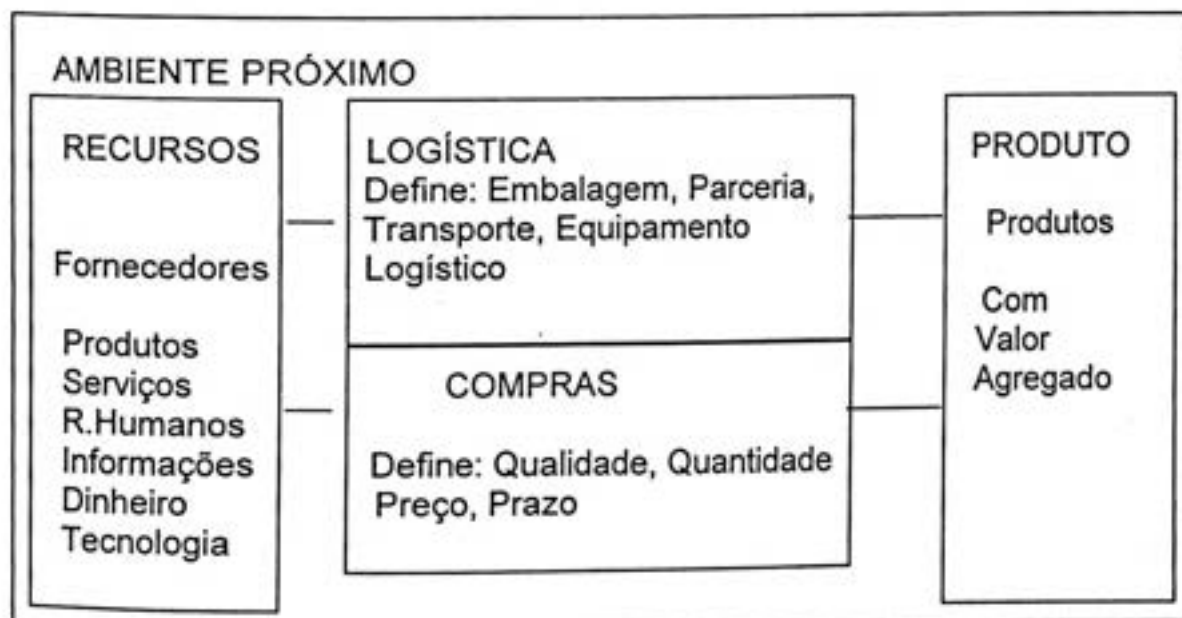 AMBIENTE PRÓXIMO
RECURSOS
Fornecedores
Produtos
Serviços
R.Humanos
Informações
Dinheiro
Tecnologia
LOGÍSTICA
Define: Embalagem, Parceria,
Transporte, Equipamento
Logístico
COMPRAS
Define: Qualidade, Quantidade
Preço, Prazo
PRODUTO
Produtos
Com
Valor
Agregado